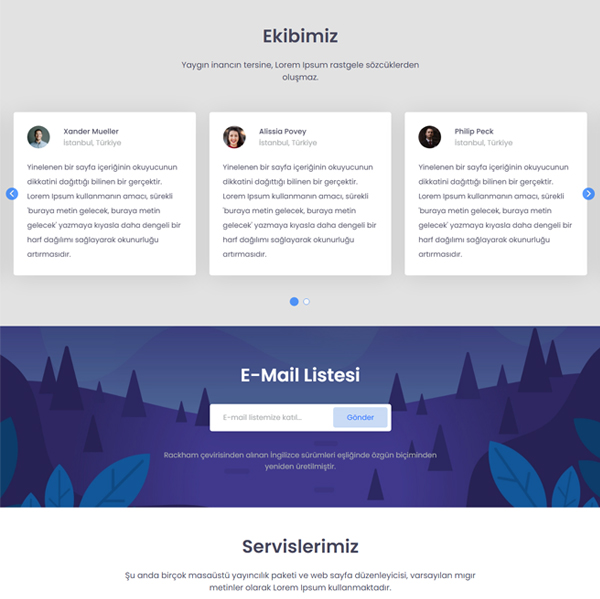 Ekibimiz
Yaygın inancın tersine, Lorem Ipsum rastgele sözcüklerden
oluşmaz.
Xander Mueller
İstanbul, Türkiye
Yinelenen bir sayfa içeriğinin okuyucunun
dikkatini dağıttığı bilinen bir gerçektir.
Lorem Ipsum kullanmanın amacı, sürekli
'buraya metin gelecek, buraya metin
gelecek' yazmaya kıyasla daha dengeli bir
harf dağılımı sağlayarak okunurluğu
artırmasıdır.
Alissia Povey
İstanbul, Türkiye
Yinelenen bir sayfa içeriğinin okuyucunun
dikkatini dağıttığı bilinen bir gerçektir.
Lorem Ipsum kullanmanın amacı, sürekli
'buraya metin gelecek, buraya metin
gelecek' yazmaya kıyasla daha dengeli bir
harf dağılımı sağlayarak okunurluğu
artırmasıdır.
Philip Peck
İstanbul, Türkiye
Yinelenen bir sayfa içeriğinin okuyucunun
dikkatini dağıttığı bilinen bir gerçektir.
Lorem Ipsum kullanmanın amacı, sürekli
'buraya metin gelecek, buraya metin
gelecek' yazmaya kıyasla daha dengeli bir
harf dağılımı sağlayarak okunurluğu
artırmasıdır.
E-Mail Listesi
E-mail listemize katıl...
Gönder
Rackham çevirisinden alınan İngilizce sürümleri eşliğinde özgün biçiminden
yeniden üretilmiştir.
Servislerimiz
Şu anda birçok masaüstü yayıncılık paketi ve web sayfa düzenleyicisi, varsayılan mıgır
metinler olarak Lorem Ipsum kullanmaktadır.